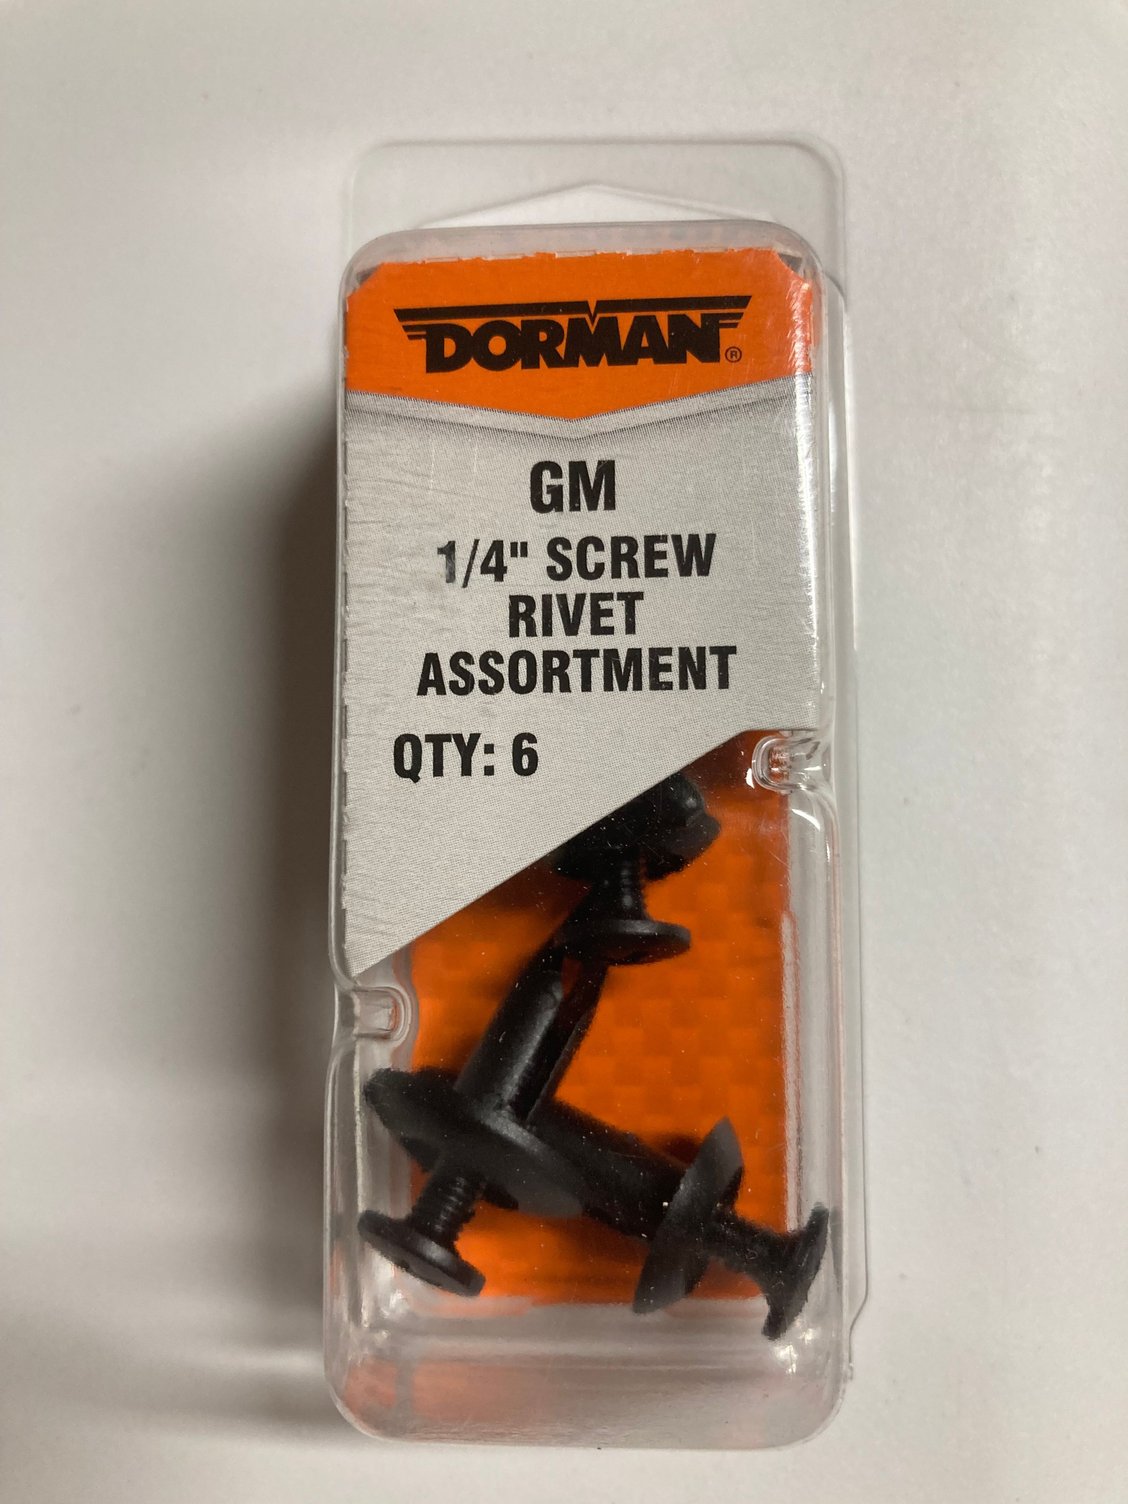 DORMAN®
GM
1/4" SCREW
RIVET
ASSORTMENT
QTY: 6